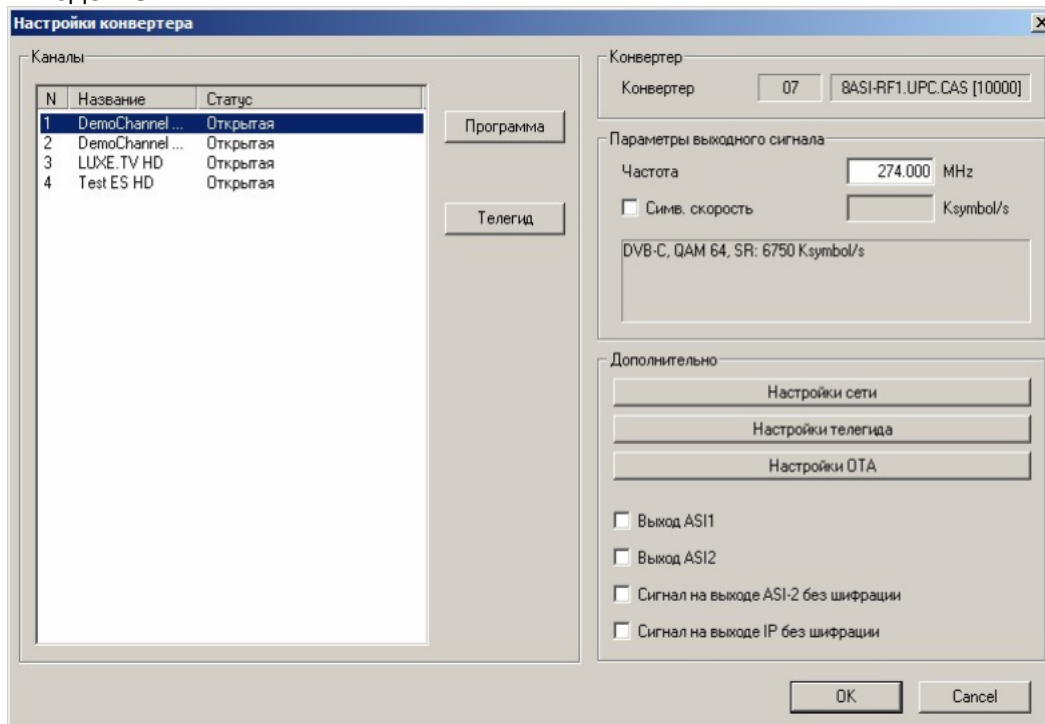 Настройки конвертера
Каналы
N Название Статус
1 DemoChannel ... Открытая
2 DemoChannel ... Открытая
3 LUXE.TV HD Открытая
4 Test ES HD Открытая
Программа
Телегид
Конвертер
Конвертер 07 8ASI-RF1.UPC.CAS [10000]
Параметры выходного сигнала
Частота 274.000 MHz
Симв. скорость Ksymbol/s
DVB-C, QAM 64, SR: 6750 Ksymbol/s
Дополнительно
Настройки сети
Настройки телегида
Настройки ОТА
Выход ASI1
Выход ASI2
Сигнал на выходе ASI-2 без шифрации
Сигнал на выходе IP без шифрации
OK Cancel